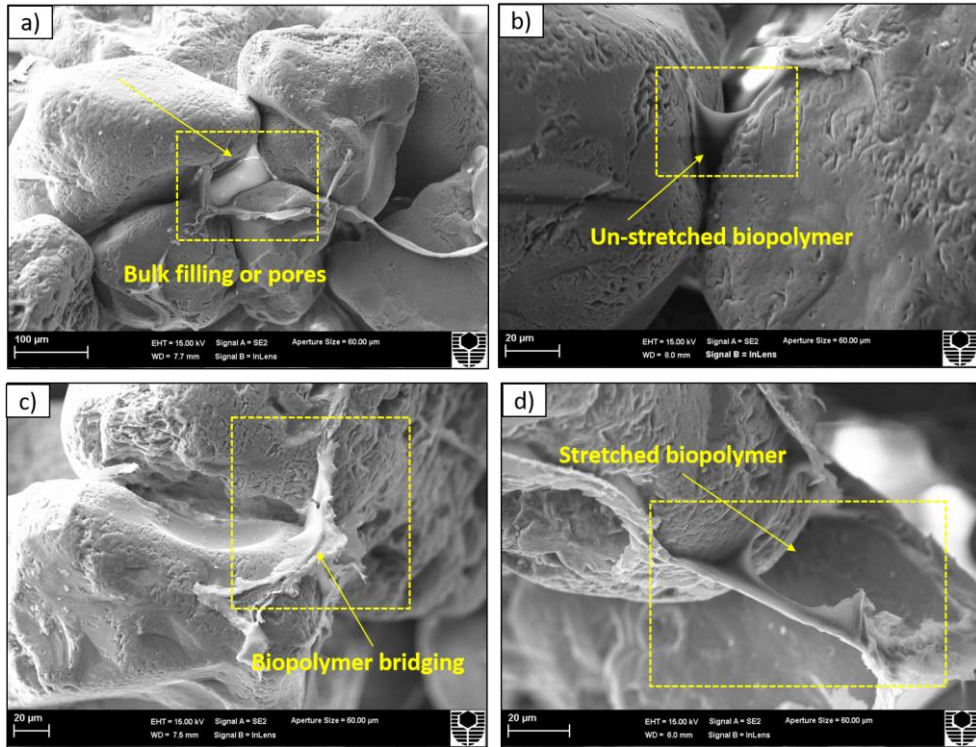 a)
Bulk filling or pores
100 µm
EHT = 15.00 kV Signal A = SE2 Aperture Size = 60.00 µm
WD = 7.7 mm Signal B = InLens
b)
Un-stretched biopolymer
20 µm
EHT = 15.00 kV Signal A = SE2 Aperture Size = 60.00 µm
WD = 8.0 mm Signal B = InLens
c)
Biopolymer bridging
20 µm
EHT = 15.00 kV Signal A = SE2 Aperture Size = 60.00 µm
WD = 7.5 mm Signal B = InLens
d)
Stretched biopolymer
20 µm
EHT = 15.00 kV Signal A = SE2 Aperture Size = 60.00 µm
WD = 6.0 mm Signal B = InLens